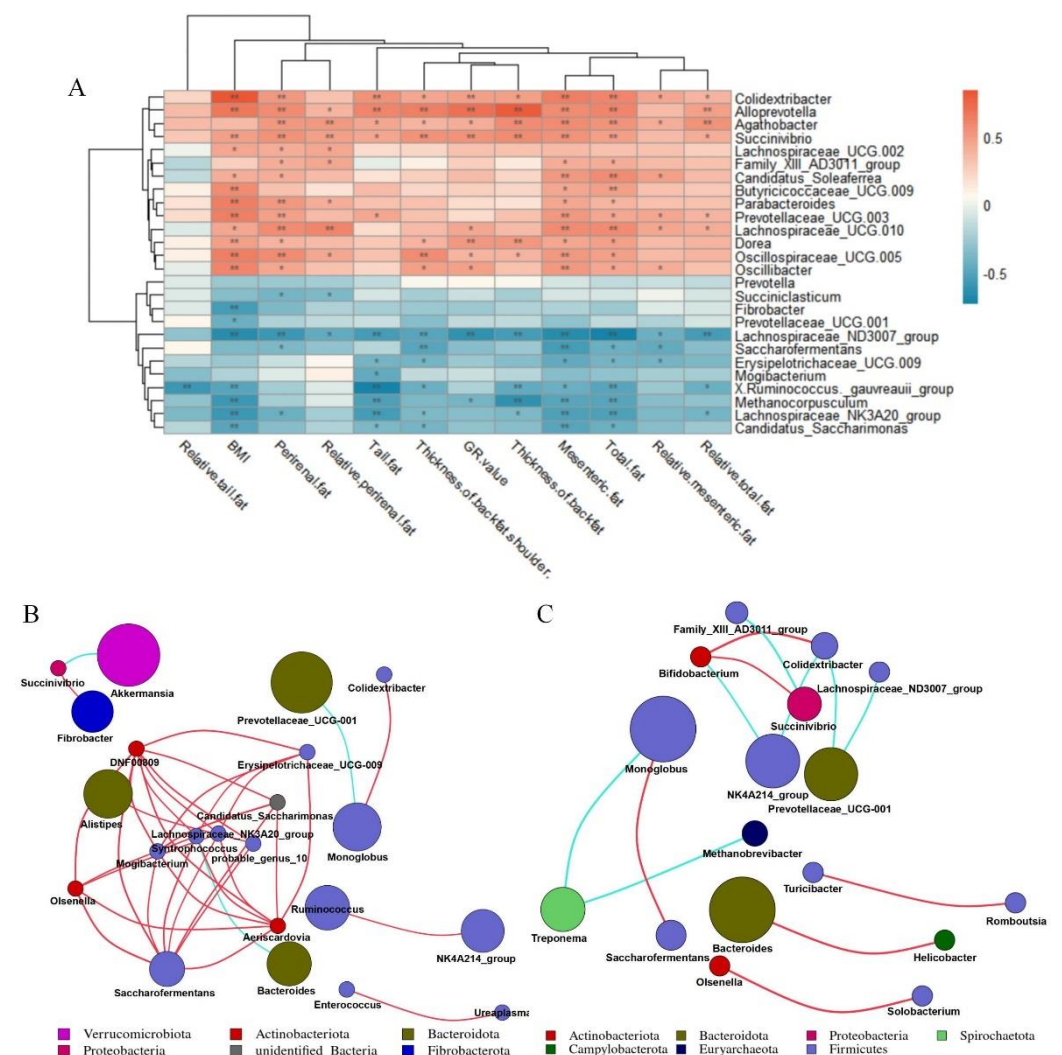 A
Colidextribacter
Alloprevotella
Agathobacter
Succinivibrio
Lachnospiraceae_UCG.002
Family_XIII_AD3011_group
Candidatus_Soleaferrea
Butyricicoccaceae_UCG.009
Parabacteroides
Prevotellaceae_UCG.003
Lachnospiraceae_UCG.010
Dorea
Oscillospiraceae_UCG.005
Oscillibacter
Prevotella
Succiniclasticum
Fibrobacter
Prevotellaceae_UCG.001
Lachnospiraceae_ND3007_group
Saccharofermentans
Erysipelotrichaceae_UCG.009
Mogibacterium
X.Ruminococcus._gauvreauii_group
Methanocorpusculum
Lachnospiraceae_NK3A20_group
Candidatus_Saccharimonas
0.5
0
-0.5
Relative.tail.fat
BMI
Perirenal.fat
Relative.perirenal.fat
Tail.fat
Thickness.of.backfat.shoulder.
GR.value
Thickness.of.backfat
Mesenteric.fat
Total.fat
Relative.mesenteric.fat
Relative.total.fat
B
Succinivibrio
Akkermansia
Fibrobacter
Prevotellaceae_UCG-001
Colidextribacter
DNF00809
Erysipelotrichaceae_UCG-009
Alistipes
Candidatus_Saccharimonas
Lachnospiraceae_NK3A20_group
Syntrophococcus
Mogibacterium
probable_genus_10
Monoglobus
Olsenella
Ruminococcus
Aeriscardovia
NK4A214_group
Saccharofermentans
Bacteroides
Enterococcus
Ureaplasma
Verrucomicrobiota
Actinobacteriota
Bacteroidota
Proteobacteria
unidentified_Bacteria
Fibrobacterota
C
Family_XIII_AD3011_group
Colidextribacter
Bifidobacterium
Lachnospiraceae_ND3007_group
Succinivibrio
Monoglobus
NK4A214_group
Prevotellaceae_UCG-001
Methanobrevibacter
Turicibacter
Treponema
Romboutsia
Bacteroides
Saccharofermentans
Helicobacter
Olsenella
Solobacterium
Actinobacteriota
Bacteroidota
Proteobacteria
Spirochaetota
Campylobacterota
Euryarchaeota
Firmicutes